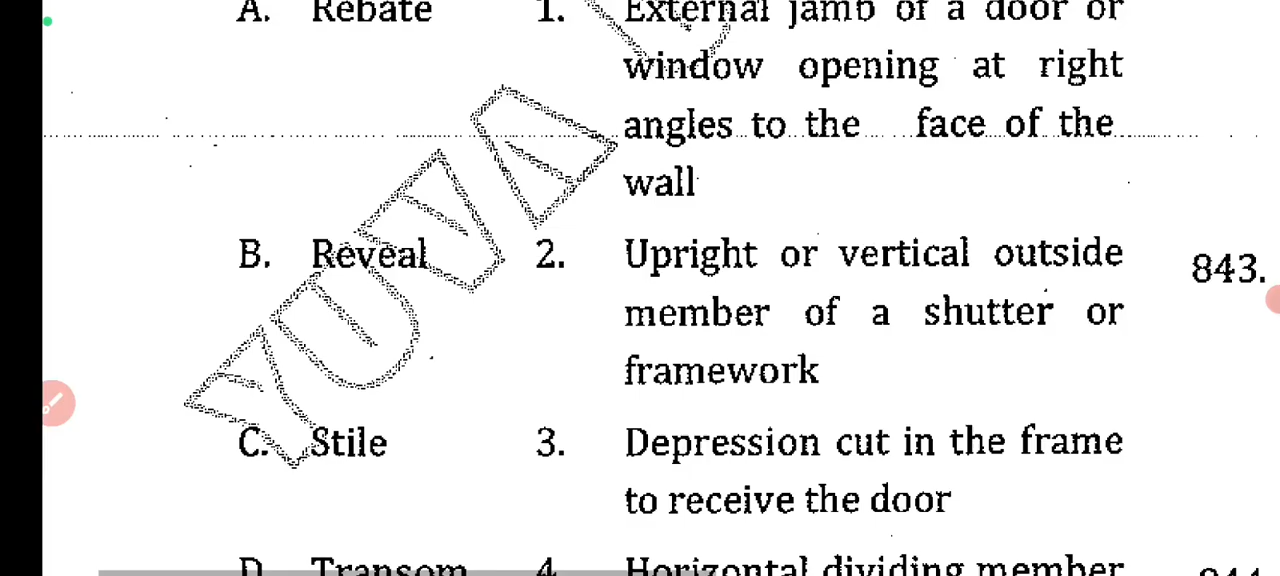 A. Rebate 1. External jamb of a door or
window opening at right
angles to the face of the
wall
B. Reveal 2. Upright or vertical outside 843.
member of a shutter or
framework
C. Stile 3. Depression cut in the frame
to receive the door
D. Transom 4. Horizontal dividing member
YUVA